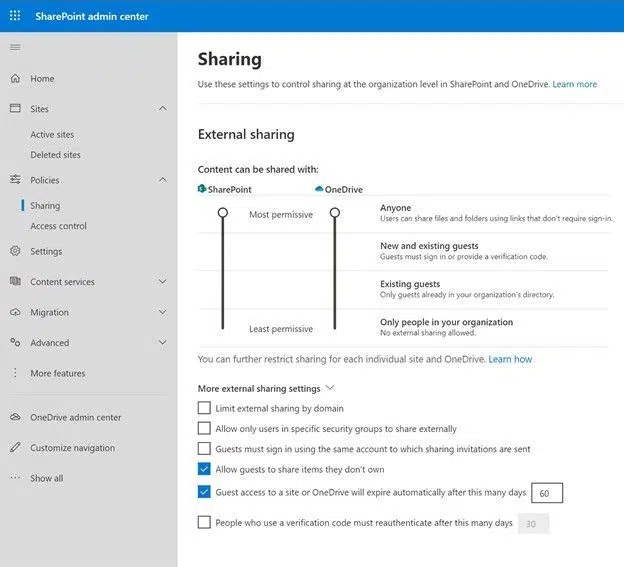 SharePoint admin center
Home
Sites
Active sites
Deleted sites
Policies
Sharing
Access control
Settings
Content services
Migration
Advanced
More features
OneDrive admin center
Customize navigation
Show all
Sharing
Use these settings to control sharing at the organization level in SharePoint and OneDrive. Learn more
External sharing
Content can be shared with:
SharePoint
OneDrive
Most permissive
Anyone
Users can share files and folders using links that don't require sign-in.
New and existing guests
Guests must sign in or provide a verification code.
Existing guests
Only guests already in your organization's directory.
Least permissive
Only people in your organization
No external sharing allowed.
You can further restrict sharing for each individual site and OneDrive. Learn how
More external sharing settings
Limit external sharing by domain
Allow only users in specific security groups to share externally
Guests must sign in using the same account to which sharing invitations are sent
Allow guests to share items they don't own
Guest access to a site or OneDrive will expire automatically after this many days 60
People who use a verification code must reauthenticate after this many days 30